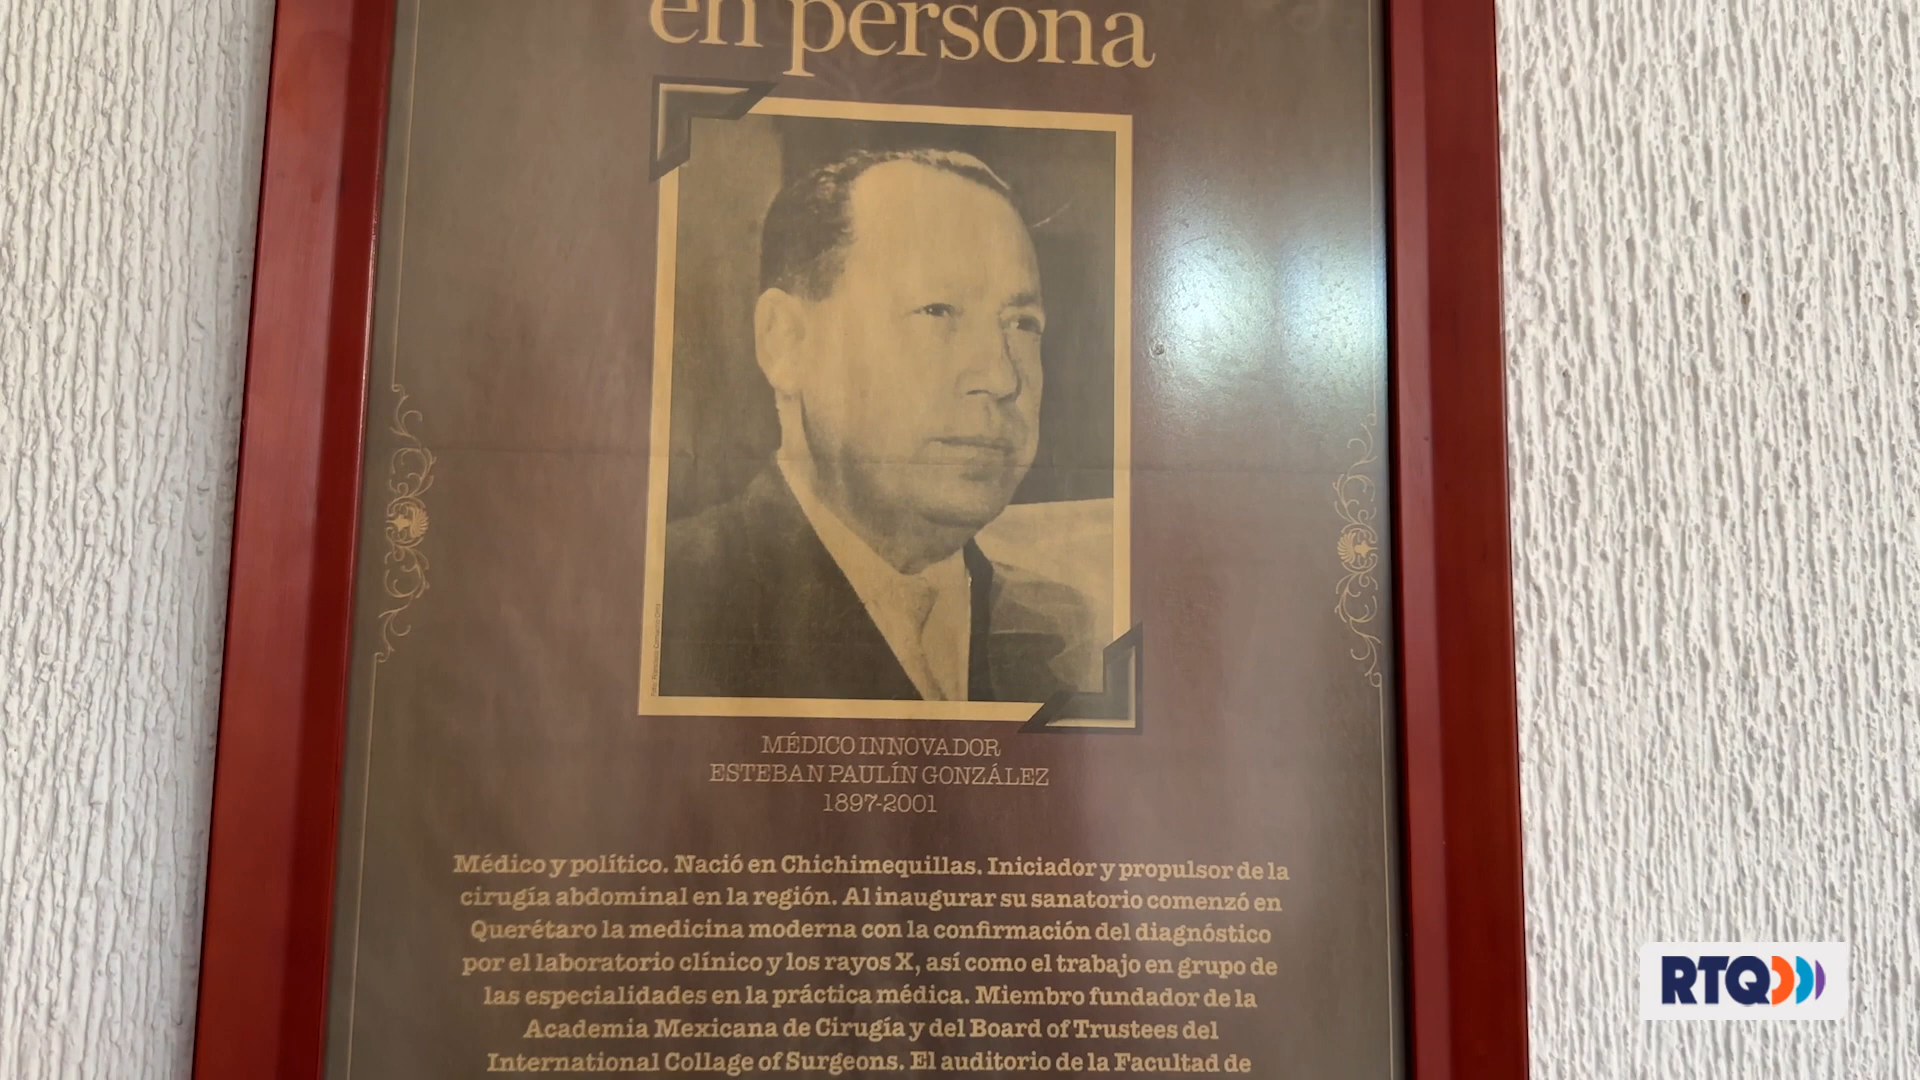 en persona
MÉDICO INNOVADOR
ESTEBAN PAULÍN GONZÁLEZ
1897-2001
Médico y político. Nació en Chichimequillas. Iniciador y propulsor de la
cirugía abdominal en la región. Al inaugurar su sanatorio comenzó en
Querétaro la medicina moderna con la confirmación del diagnóstico
por el laboratorio clínico y los rayos X, así como el trabajo en grupo de
las especialidades en la práctica médica. Miembro fundador de la
Academia Mexicana de Cirugía y del Board of Trustees del
International Collage of Surgeons. El auditorio de la Facultad de
RTQ